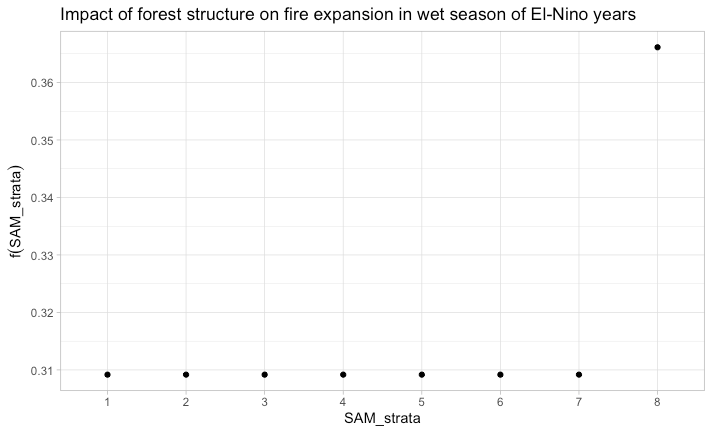 Impact of forest structure on fire expansion in wet season of El-Nino years
f(SAM_strata)
0.36
0.35
0.34
0.33
0.32
0.31
1 2 3 4 5 6 7 8
SAM_strata